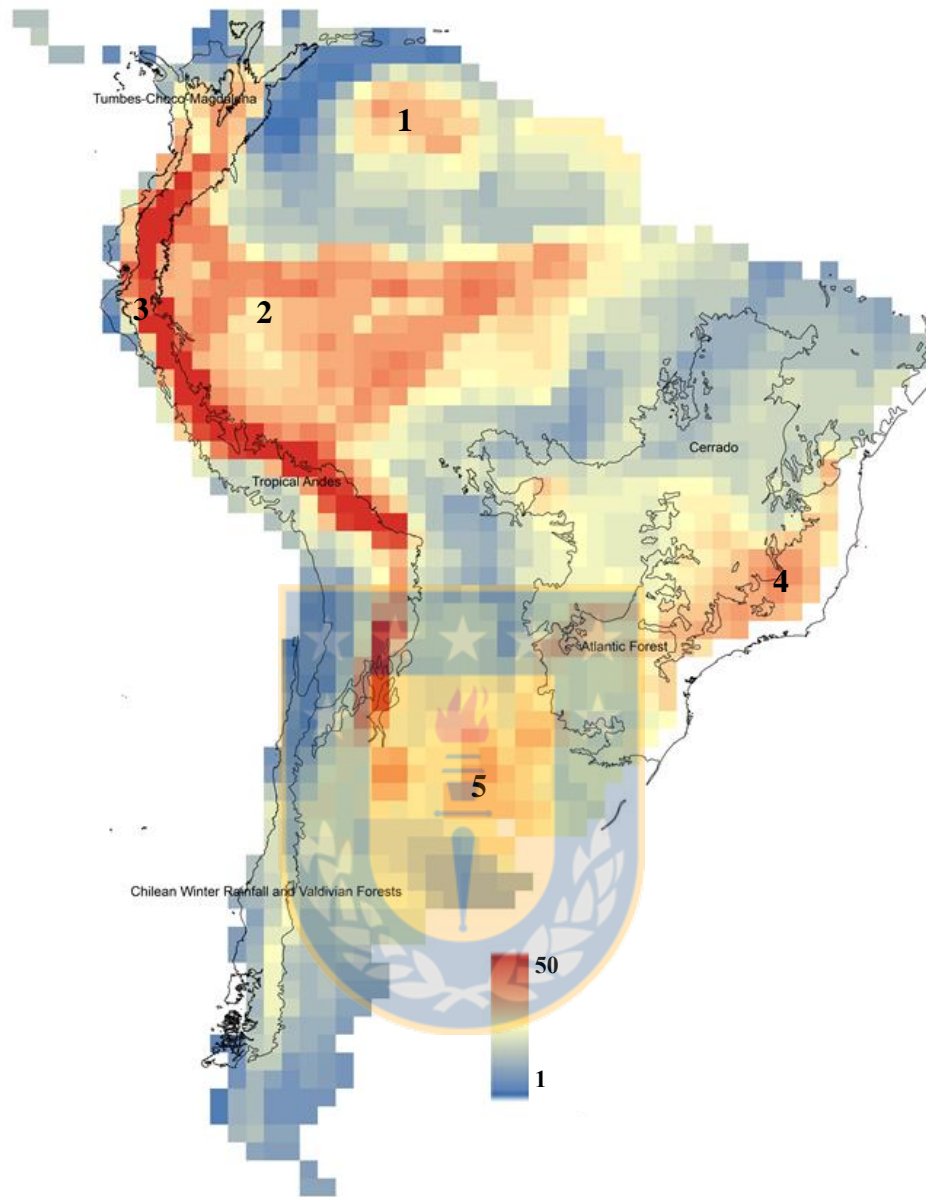 Tumbes-Choco-Magdalena
1
3
2
Cerrado
Tropical Andes
4
Atlantic Forest
5
Chilean Winter Rainfall and Valdivian Forests
50
1